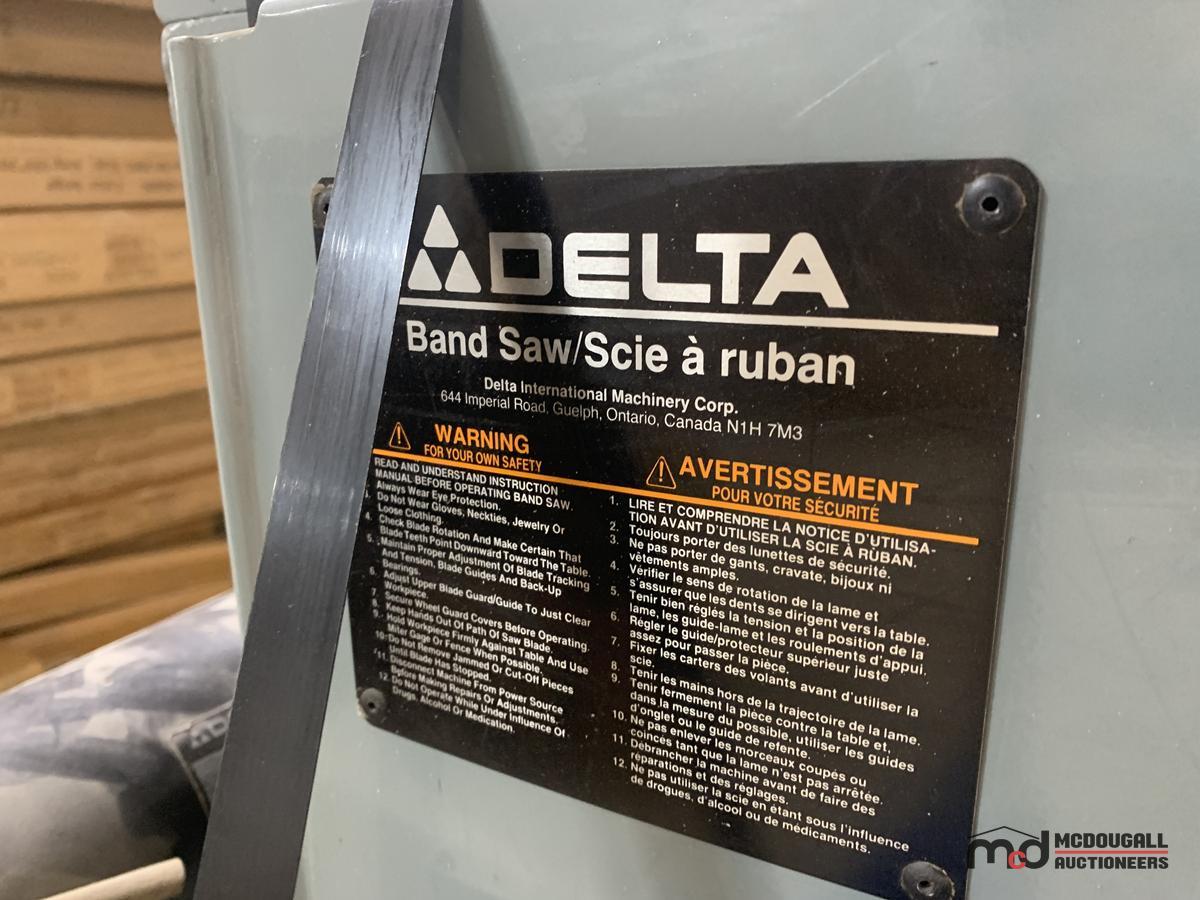 DELTA
Band Saw/Scie à ruban
Delta International Machinery Corp.
644 Imperial Road, Guelph, Ontario, Canada N1H 7M3
WARNING
FOR YOUR OWN SAFETY
READ AND UNDERSTAND INSTRUCTION
MANUAL BEFORE OPERATING BAND SAW.
Always Wear Eye Protection.
3. Do Not Wear Gloves, Neckties, Jewelry Or
Loose Clothing.
4. Check Blade Rotation And Make Certain That
Blade Teeth Point Downward Toward The Table.
5. Maintain Proper Adjustment Of Blade Tracking
And Tension, Blade Guides And Back-Up
Bearings.
6. Adjust Upper Blade Guard/Guide To Just Clear
Workpiece.
7. Secure Wheel Guard Covers Before Operating.
8. Keep Hands Out Of Path Of Saw Blade.
9. Hold Workpiece Firmly Against Table And Use
Miter Gage Or Fence When Possible.
10. Do Not Remove Jammed Or Cut-Off Pieces
Until Blade Has Stopped.
11. Disconnect Machine From Power Source
Before Making Repairs Or Adjustments.
12. Do Not Operate While Under Influence Of
Drugs, Alcohol Or Medication.
AVERTISSEMENT
POUR VOTRE SÉCURITÉ
1. LIRE ET COMPRENDRE LA NOTICE D'UTILISA-
TION AVANT D'UTILISER LA SCIE À RUBAN.
2. Toujours porter des lunettes de sécurité.
3. Ne pas porter de gants, cravate, bijoux ni
vêtements amples.
4. Vérifier le sens de rotation de la lame et
s'assurer que les dents se dirigent vers la table.
5. Tenir bien réglés la tension et la position de la
lame, les guide-lame et les roulements d'appui.
6. Régler le guide/protecteur supérieur juste
assez pour passer la pièce.
7. Fixer les carters des volants avant d'utiliser la
scie.
8. Tenir les mains hors de la trajectoire de la lame.
9. Tenir fermement la pièce contre la table et,
dans la mesure du possible, utiliser les guides
d'onglet ou le guide de refente.
10. Ne pas enlever les morceaux coupés ou
coincés tant que la lame n'est pas arrêtée.
11. Débrancher la machine avant de faire des
réparations et des réglages.
12. Ne pas utiliser la scie en étant sous l'influence
de drogues, d'alcool ou de médicaments.
mcd MCDOUGALL
AUCTIONEERS